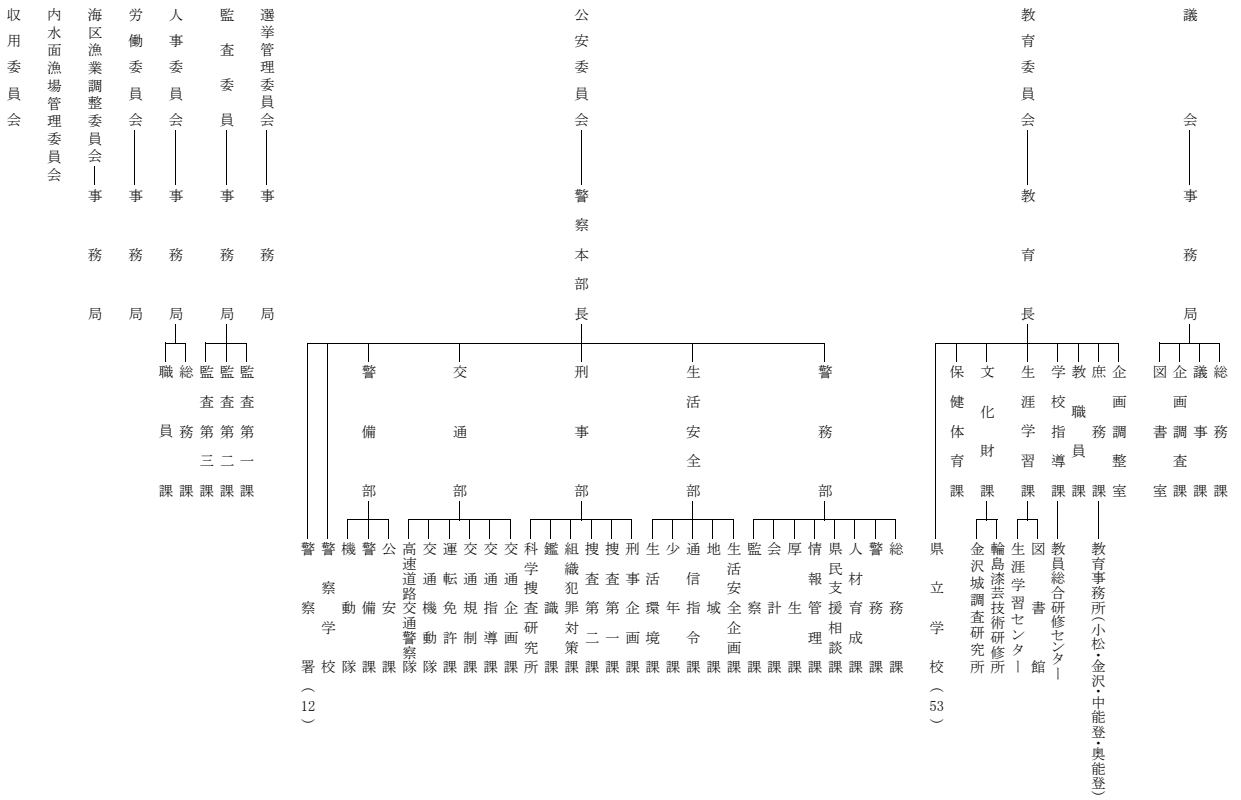 議会
事務局
総務課
議事課
企画調査課
図書室
教育委員会
教育長
企画調整室
庶務課
教育事務所(小松・金沢・中能登・奥能登)
教職員課
学校指導課
教員総合研修センター
生涯学習課
図書館
生涯学習センター
文化財課
輪島漆芸技術研修所
金沢城調査研究所
保健体育課
県立学校(53)
公安委員会
警察本部長
警務部
総務課
警務課
人材育成課
県民支援相談課
情報管理課
厚生課
会計課
監察課
生活安全部
生活安全企画課
地域課
通信指令課
少年課
生活環境課
刑事部
刑事企画課
捜査第一課
捜査第二課
組織犯罪対策課
鑑識課
科学捜査研究所
交通部
交通企画課
交通指導課
交通規制課
運転免許課
交通機動隊
高速道路交通警察隊
警備部
公安課
警備課
機動隊
警察学校
警察署(12)
選挙管理委員会
事務局
監査委員
事務局
監査第一課
監査第二課
監査第三課
人事委員会
事務局
総務課
職員課
労働委員会
事務局
海区漁業調整委員会
事務局
内水面漁場管理委員会
収用委員会